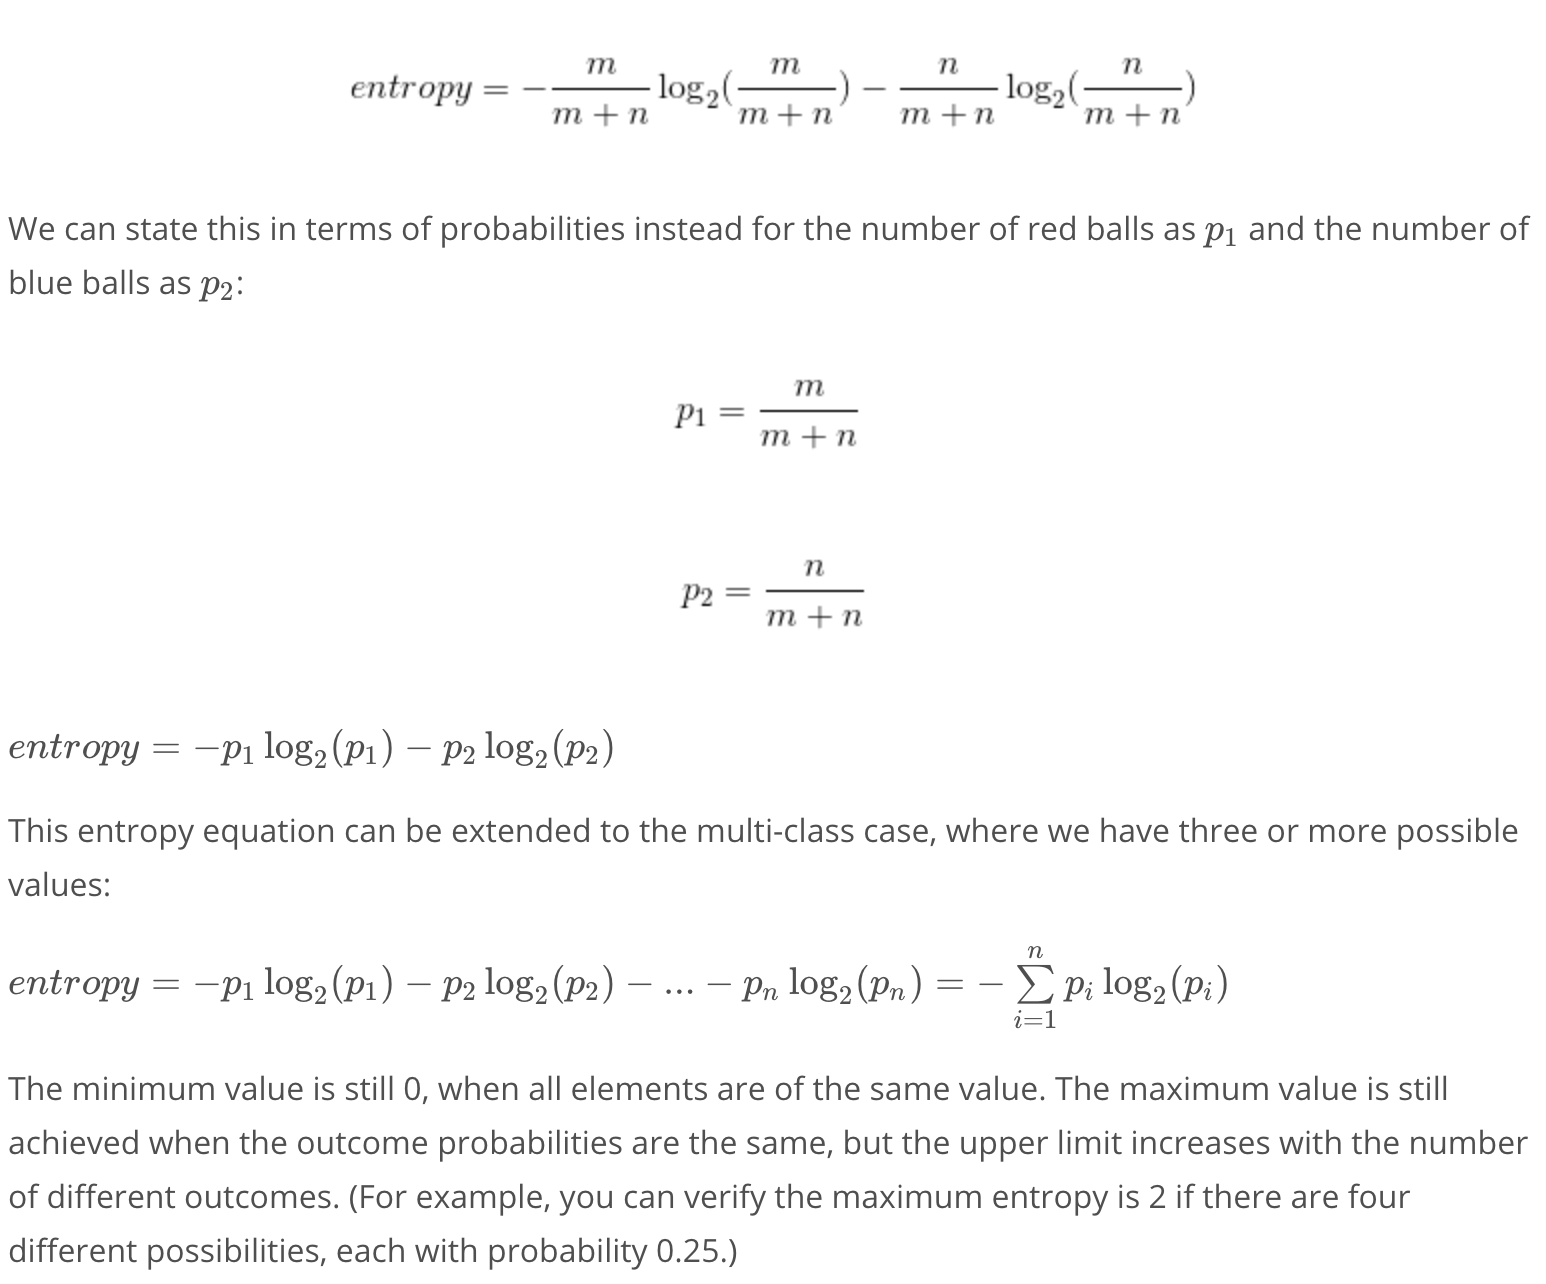 entropy = −m/(m + n) log₂(m/(m + n)) − n/(m + n) log₂(n/(m + n))
We can state this in terms of probabilities instead for the number of red balls as p₁ and the number of
blue balls as p₂:
p₁ = m/(m + n)
p₂ = n/(m + n)
entropy = −p₁ log₂(p₁) − p₂ log₂(p₂)
This entropy equation can be extended to the multi-class case, where we have three or more possible
values:
entropy = −p₁ log₂(p₁) − p₂ log₂(p₂) − ... − pₙ log₂(pₙ) = − ∑ᵢ₌₁ⁿ pᵢ log₂(pᵢ)
The minimum value is still 0, when all elements are of the same value. The maximum value is still
achieved when the outcome probabilities are the same, but the upper limit increases with the number
of different outcomes. (For example, you can verify the maximum entropy is 2 if there are four
different possibilities, each with probability 0.25.)